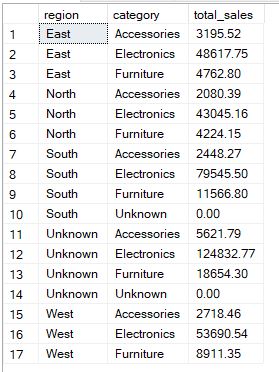 region category total_sales
1 East Accessories 3195.52
2 East Electronics 48617.75
3 East Furniture 4762.80
4 North Accessories 2080.39
5 North Electronics 43045.16
6 North Furniture 4224.15
7 South Accessories 2448.27
8 South Electronics 79545.50
9 South Furniture 11566.80
10 South Unknown 0.00
11 Unknown Accessories 5621.79
12 Unknown Electronics 124832.77
13 Unknown Furniture 18654.30
14 Unknown Unknown 0.00
15 West Accessories 2718.46
16 West Electronics 53690.54
17 West Furniture 8911.35